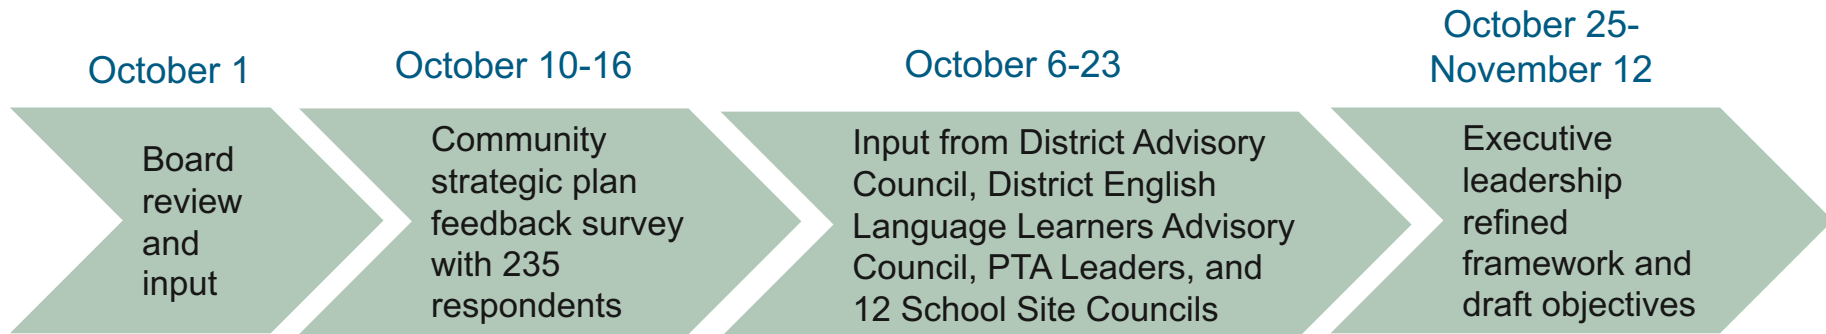 October 1
Board
review
and
input
October 10-16
Community
strategic plan
feedback survey
with 235
respondents
October 6-23
Input from District Advisory
Council, District English
Language Learners Advisory
Council, PTA Leaders, and
12 School Site Councils
October 25-
November 12
Executive
leadership
refined
framework and
draft objectives